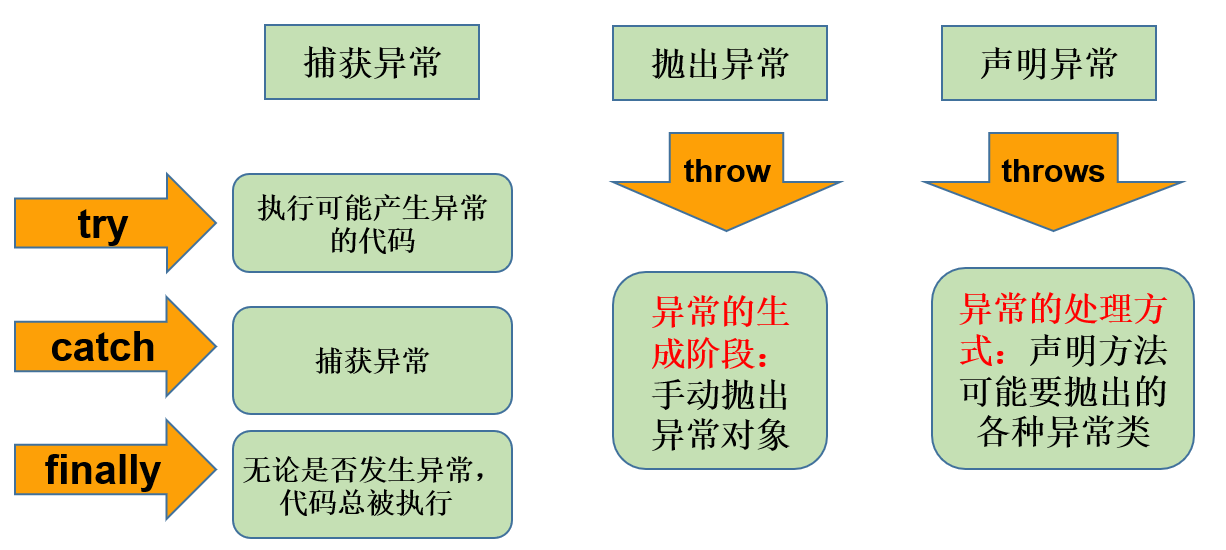 捕获异常
抛出异常
声明异常
try
执行可能产生异常
的代码
catch
捕获异常
finally
无论是否发生异常，
代码总被执行
throw
异常的生
成阶段：
手动抛出
异常对象
throws
异常的处理方
式：声明方法
可能要抛出的
各种异常类